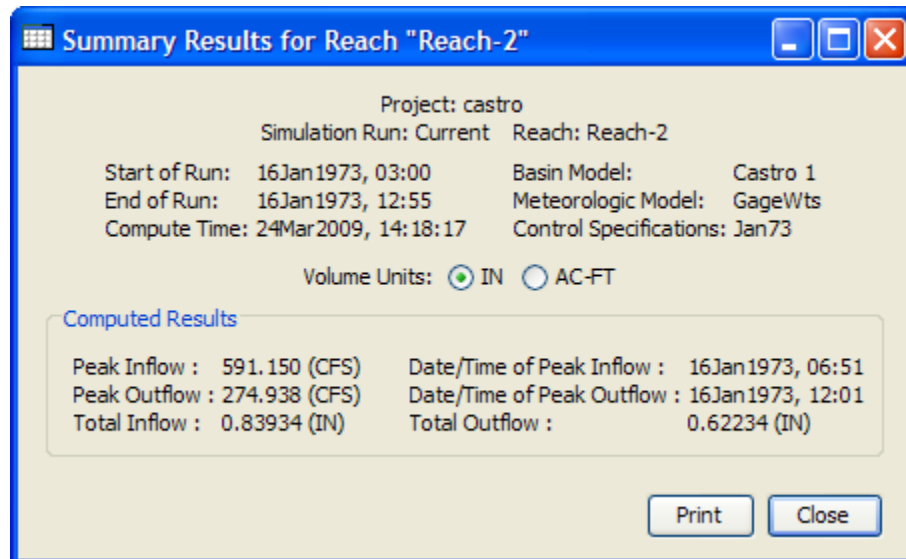 Summary Results for Reach "Reach-2"
Project: castro
Simulation Run: Current Reach: Reach-2
Start of Run: 16Jan1973, 03:00 Basin Model: Castro 1
End of Run: 16Jan1973, 12:55 Meteorologic Model: GageWts
Compute Time: 24Mar2009, 14:18:17 Control Specifications: Jan73
Volume Units: IN AC-FT
Computed Results
Peak Inflow : 591.150 (CFS) Date/Time of Peak Inflow : 16Jan1973, 06:51
Peak Outflow : 274.938 (CFS) Date/Time of Peak Outflow : 16Jan1973, 12:01
Total Inflow : 0.83934 (IN) Total Outflow : 0.62234 (IN)
Print Close